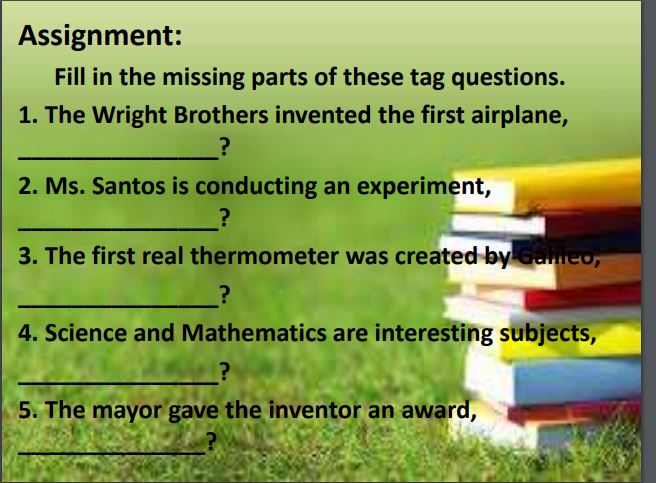 Assignment:
Fill in the missing parts of these tag questions.
1. The Wright Brothers invented the first airplane,
_______________?
2. Ms. Santos is conducting an experiment,
_______________?
3. The first real thermometer was created by Galileo,
_______________?
4. Science and Mathematics are interesting subjects,
_______________?
5. The mayor gave the inventor an award,
______________?